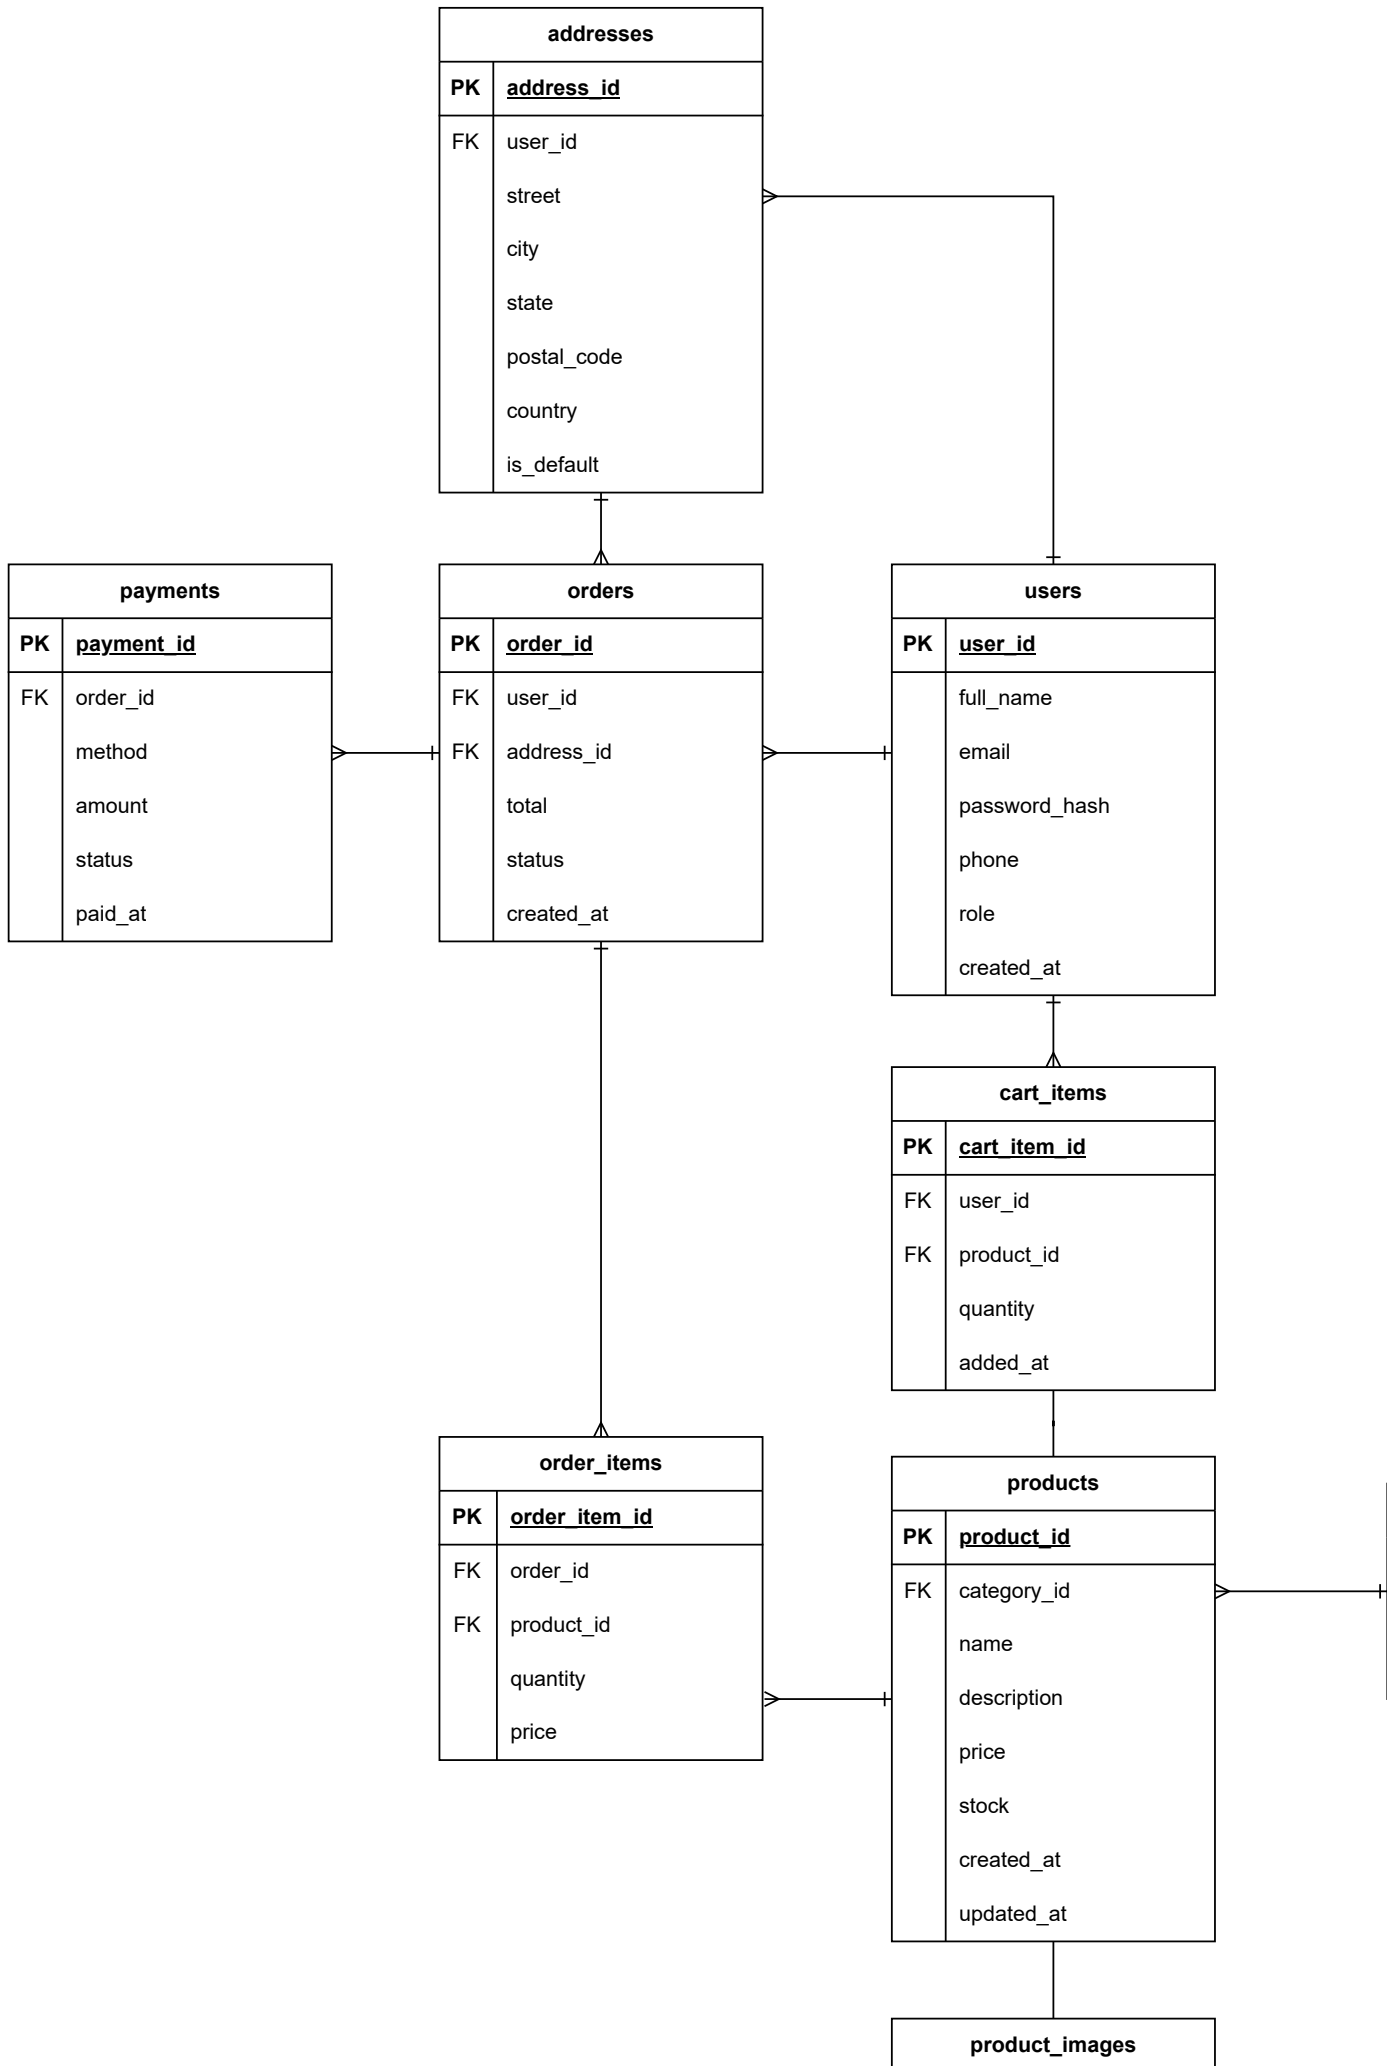 addresses
PK address_id
FK user_id
street
city
state
postal_code
country
is_default
payments
PK payment_id
FK order_id
method
amount
status
paid_at
orders
PK order_id
FK user_id
FK address_id
total
status
created_at
users
PK user_id
full_name
email
password_hash
phone
role
created_at
cart_items
PK cart_item_id
FK user_id
FK product_id
quantity
added_at
order_items
PK order_item_id
FK order_id
FK product_id
quantity
price
products
PK product_id
FK category_id
name
description
price
stock
created_at
updated_at
product_images